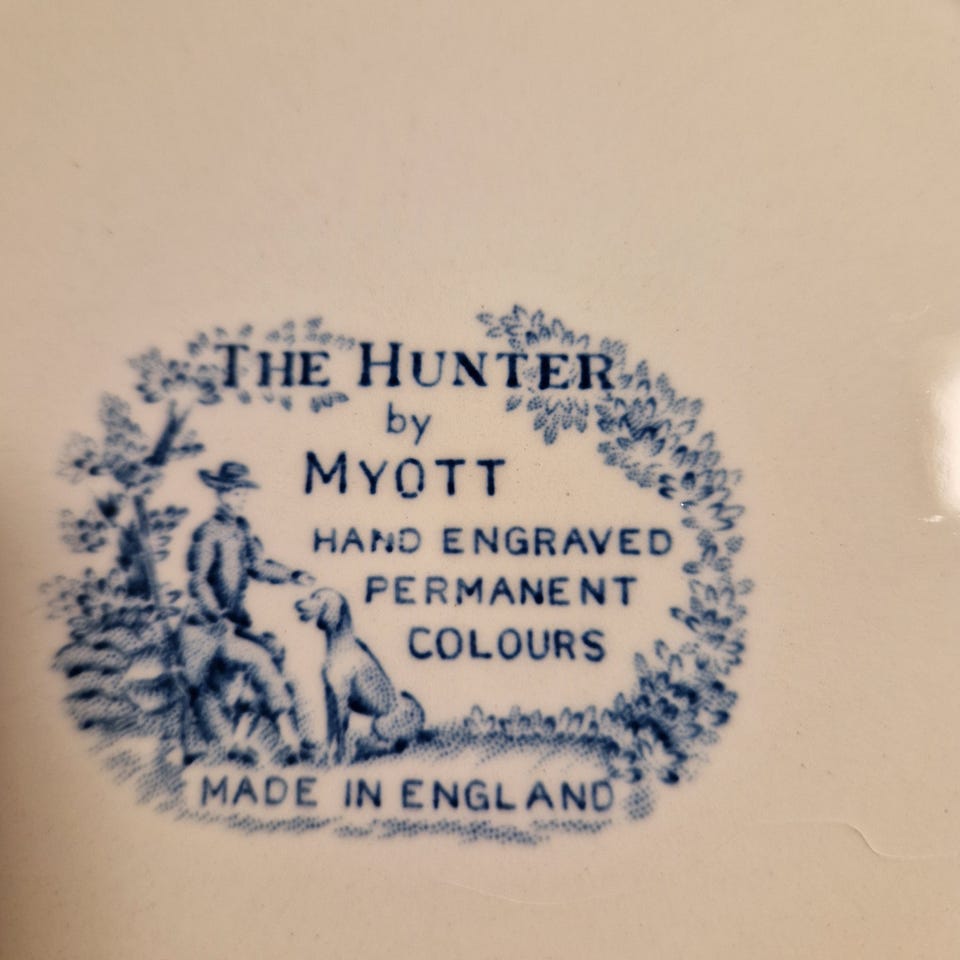 THE HUNTER
by
MYOTT
HAND ENGRAVED
PERMANENT
COLOURS
MADE IN ENGLAND